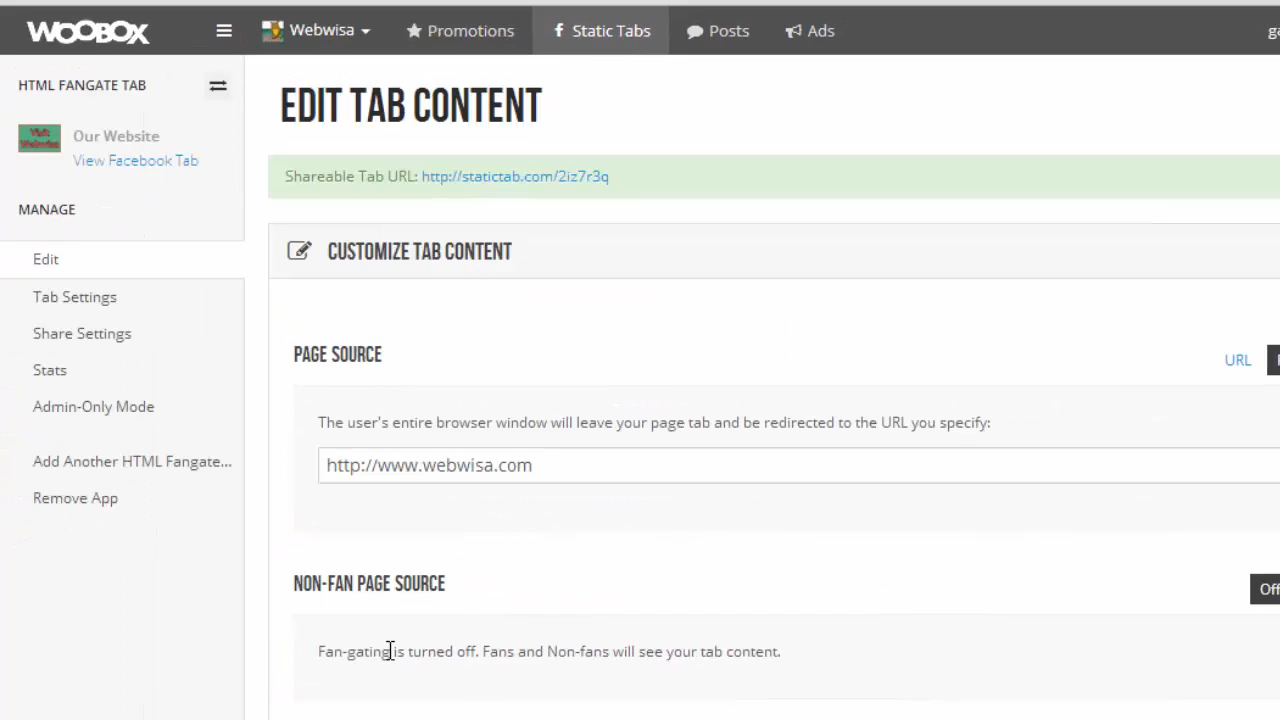 WOOBOX Webwisa Promotions Static Tabs Posts Ads
HTML FANGATE TAB
Our Website
View Facebook Tab
MANAGE
Edit
Tab Settings
Share Settings
Stats
Admin-Only Mode
Add Another HTML Fangate...
Remove App
EDIT TAB CONTENT
Shareable Tab URL: http://statictab.com/2iz7r3q
CUSTOMIZE TAB CONTENT
PAGE SOURCE URL
The user's entire browser window will leave your page tab and be redirected to the URL you specify:
http://www.webwisa.com
NON-FAN PAGE SOURCE Off
Fan-gating is turned off. Fans and Non-fans will see your tab content.